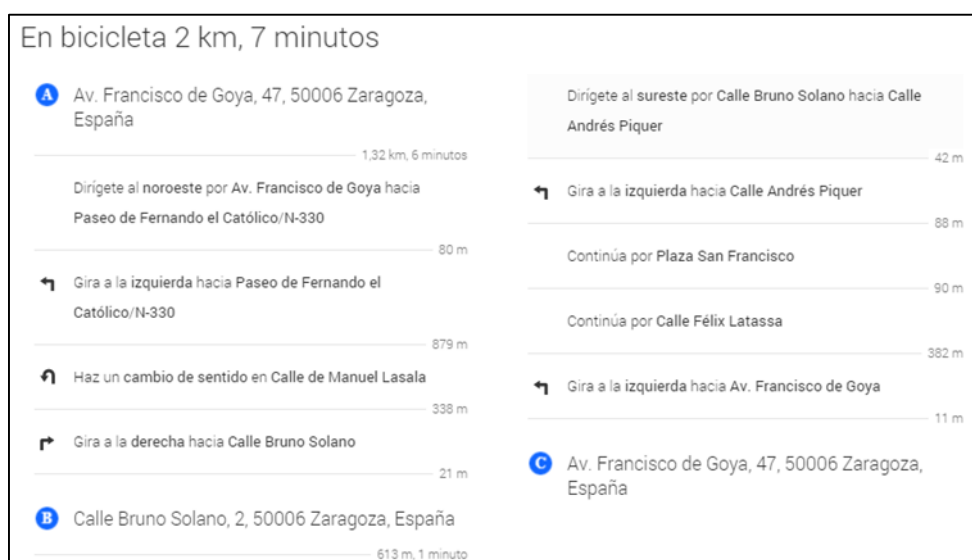 En bicicleta 2 km, 7 minutos
A
Av. Francisco de Goya, 47, 50006 Zaragoza,
España
1,32 km, 6 minutos
Dirígete al noroeste por Av. Francisco de Goya hacia
Paseo de Fernando el Católico/N-330
80 m
Gira a la izquierda hacia Paseo de Fernando el
Católico/N-330
879 m
Haz un cambio de sentido en Calle de Manuel Lasala
338 m
Gira a la derecha hacia Calle Bruno Solano
21 m
B
Calle Bruno Solano, 2, 50006 Zaragoza, España
613 m, 1 minuto
Dirígete al sureste por Calle Bruno Solano hacia Calle
Andrés Piquer
42 m
Gira a la izquierda hacia Calle Andrés Piquer
88 m
Continúa por Plaza San Francisco
90 m
Continúa por Calle Félix Latassa
382 m
Gira a la izquierda hacia Av. Francisco de Goya
11 m
C
Av. Francisco de Goya, 47, 50006 Zaragoza,
España